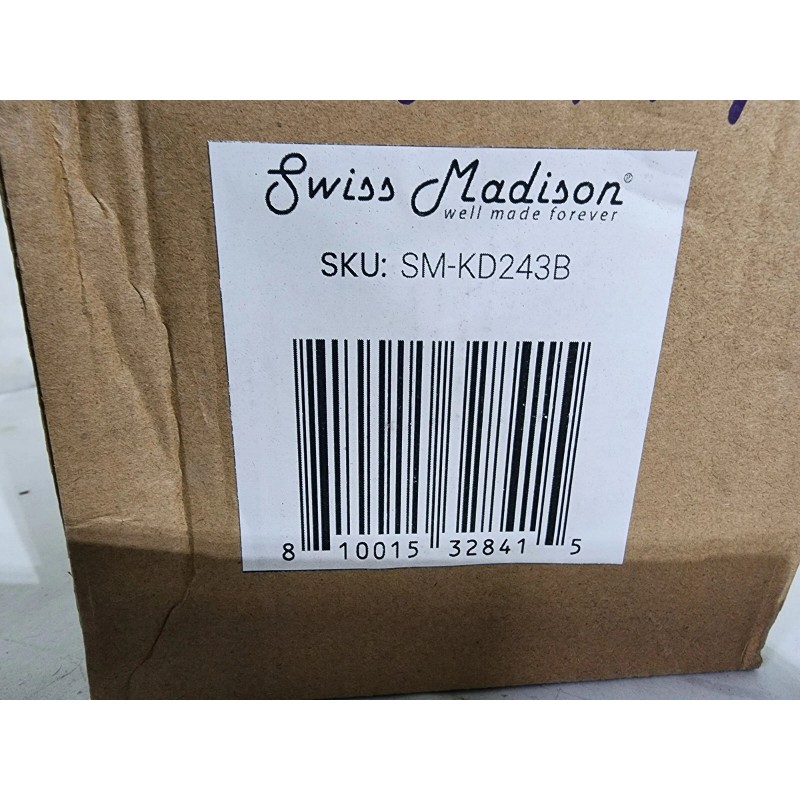 Swiss Madison®
well made forever
SKU: SM-KD243B
8 10015 32841 5